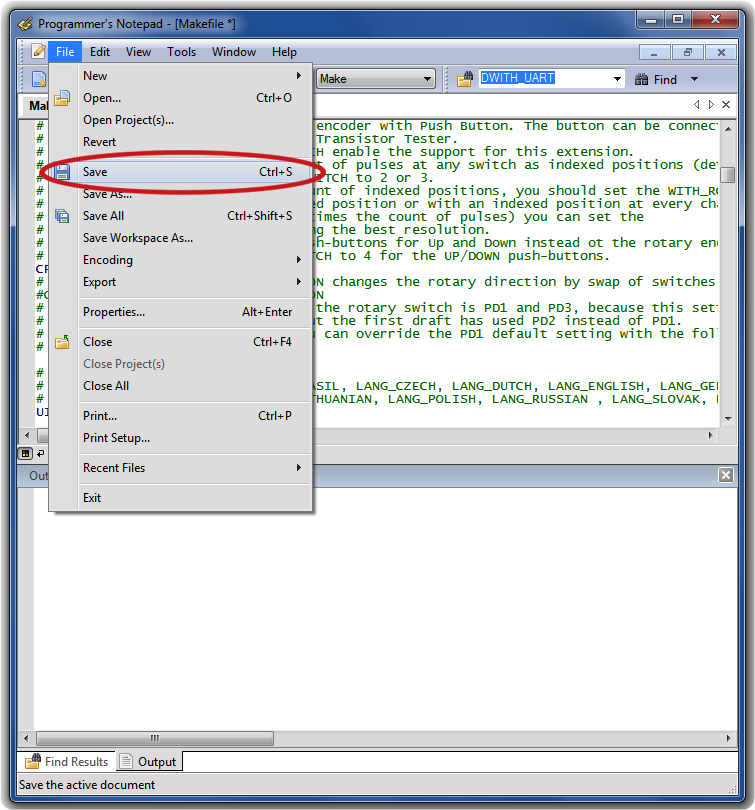 Programmer's Notepad - [Makefile *]
File Edit View Tools Window Help
Make DWITH_UART Find
New
Open... Ctrl+O
Open Project(s)...
Revert
Save Ctrl+S
Save As...
Save All Ctrl+Shift+S
Save Workspace As...
Encoding
Export
Properties... Alt+Enter
Close Ctrl+F4
Close Project(s)
Close All
Print... Ctrl+P
Print Setup...
Recent Files
Exit
# encoder with Push Button. The button can be connec
# Transistor Tester.
# CH enable the support for this extension.
# t of pulses at any switch as indexed positions (de
# ITCH to 2 or 3.
# unt of indexed positions, you should set the WITH_RO
# ed position or with an indexed position at every cha
# times the count of pulses) you can set the
# ng the best resolution.
# sh-buttons for Up and Down instead ot the rotary en
# TCH to 4 for the UP/DOWN push-buttons.
CF
# ON changes the rotary direction by swap of switches
#C ON
# the rotary switch is PD1 and PD3, because this set
# ut the first draft has used PD2 instead of PD1.
# u can override the PD1 default setting with the fol
#
#
# ASIL, LANG_CZECH, LANG_DUTCH, LANG_ENGLISH, LANG_GE
# THUANIAN, LANG_POLISH, LANG_RUSSIAN , LANG_SLOVAK,
UI
Out
Find Results Output
Save the active document